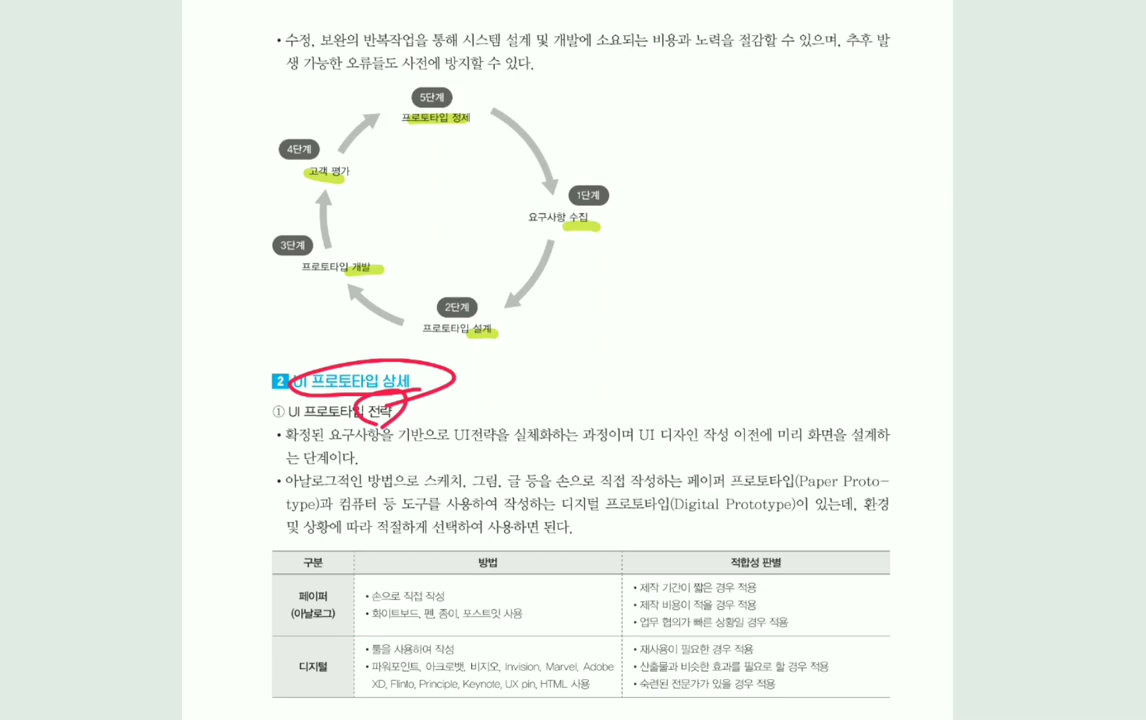 • 수정, 보완의 반복작업을 통해 시스템 설계 및 개발에 소요되는 비용과 노력을 절감할 수 있으며, 추후 발
생 가능한 오류들도 사전에 방지할 수 있다.
5단계
프로토타입 정제
4단계
고객 평가
1단계
요구사항 수집
3단계
프로토타입 개발
2단계
프로토타입 설계
2 UI 프로토타입 상세
① UI 프로토타입 전략
• 확정된 요구사항을 기반으로 UI전략을 실체화하는 과정이며 UI 디자인 작성 이전에 미리 화면을 설계하
는 단계이다.
• 아날로그적인 방법으로 스케치, 그림, 글 등을 손으로 직접 작성하는 페이퍼 프로토타입(Paper Proto-
type)과 컴퓨터 등 도구를 사용하여 작성하는 디지털 프로토타입(Digital Prototype)이 있는데, 환경
및 상황에 따라 적절하게 선택하여 사용하면 된다.
구분 방법 적합성 판별
페이퍼
(아날로그)
• 손으로 직접 작성
• 화이트보드, 펜, 종이, 포스트잇 사용
• 제작 기간이 짧은 경우 적용
• 제작 비용이 적을 경우 적용
• 업무 협의가 빠른 상황일 경우 적용
디지털
• 툴을 사용하여 작성
• 파워포인트, 아크로뱃, 비지오, Invision, Marvel, Adobe
XD, Flinto, Principle, Keynote, UX pin, HTML 사용
• 재사용이 필요한 경우 적용
• 산출물과 비슷한 효과를 필요로 할 경우 적용
• 숙련된 전문가가 있을 경우 적용